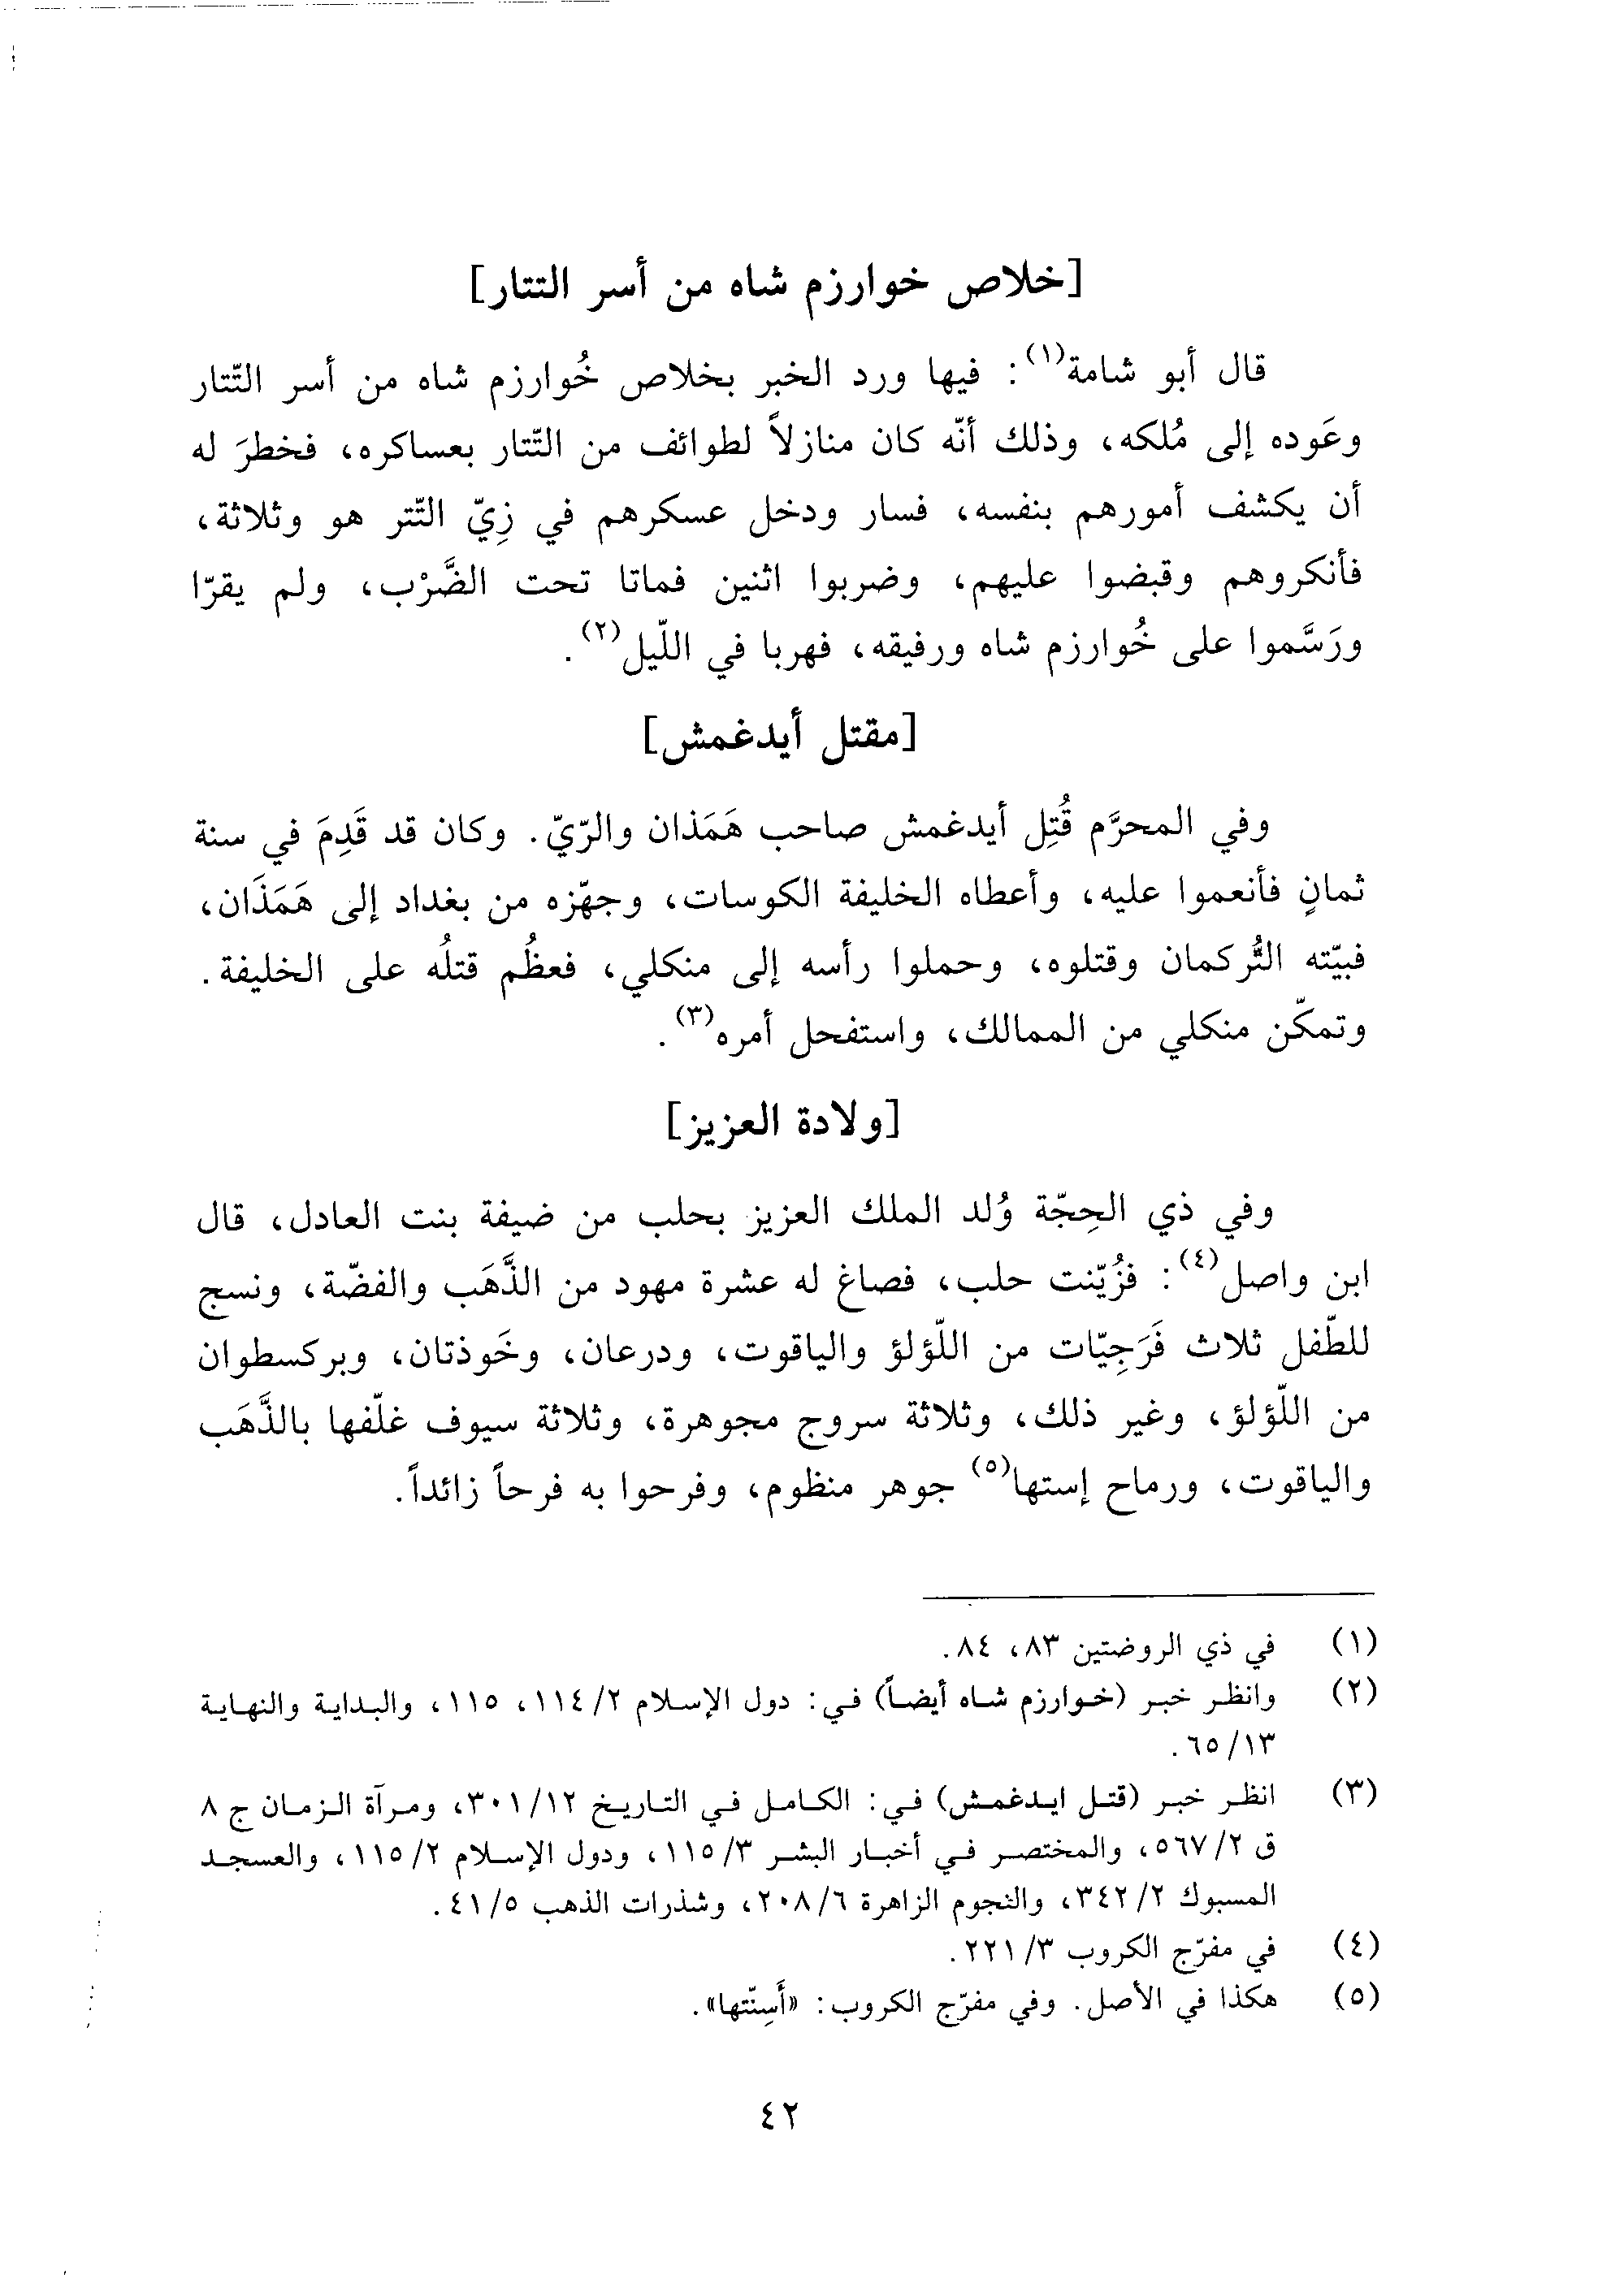 [خلاص خوارزم شاه من أسر التتار]
قال أبو شامة(١): فيها ورد الخبر بخلاص خُوارزم شاه من أسر التّتار
وعَوده إلى مُلكه، وذلك أنّه كان منازلاً لطوائف من التّتار بعساكره، فخطرَ له
أن يكشف أمورهم بنفسه، فسار ودخل عسكرهم في زِيّ التّتر هو وثلاثة،
فأنكروهم وقبضوا عليهم، وضربوا اثنين فماتا تحت الضَّرْب، ولم يقرّا
ورَسَّموا على خُوارزم شاه ورفيقه، فهربا في اللّيل(٢).
[مقتل أيدغمش]
وفي المحرَّم قُتِل أيدغمش صاحب هَمَذان والرّيّ. وكان قد قَدِمَ في سنة
ثمانٍ فأنعموا عليه، وأعطاه الخليفة الكوسات، وجهّزه من بغداد إلى هَمَذَان،
فبيّته التُّركمان وقتلوه، وحملوا رأسه إلى منكلي، فعظُم قتلُه على الخليفة.
وتمكّن منكلي من الممالك، واستفحل أمره(٣).
[ولادة العزيز]
وفي ذي الحِجّة وُلد الملك العزيز بحلب من ضيفة بنت العادل، قال
ابن واصل(٤): فزُيّنت حلب، فصاغ له عشرة مهود من الذَّهَب والفضّة، ونسج
للطّفل ثلاث فَرَجِيّات من اللّؤلؤ والياقوت، ودرعان، وخَوذتان، وبركسطوان
من اللّؤلؤ، وغير ذلك، وثلاثة سروج مجوهرة، وثلاثة سيوف غلّفها بالذَّهَب
والياقوت، ورماح إستها(٥) جوهر منظوم، وفرحوا به فرحاً زائداً.
(١) في ذي الروضتين ٨٣، ٨٤.
(٢) وانظر خبر (خوارزم شاه أيضاً) في: دول الإسلام ١١٤/٢، ١١٥، والبداية والنهاية
٦٥/١٣.
(٣) انظر خبر (قتل ايدغمش) في: الكامل في التاريخ ٣٠١/١٢، ومرآة الزمان ج ٨
ق ٥٦٧/٢، والمختصر في أخبار البشر ١١٥/٣، ودول الإسلام ١١٥/٢، والعسجد
المسبوك ٣٤٢/٢، والنجوم الزاهرة ٢٠٨/٦، وشذرات الذهب ٤١/٥.
(٤) في مفرّج الكروب ٢٢١/٣.
(٥) هكذا في الأصل. وفي مفرّج الكروب: «أَسِنّتها».
٤٢